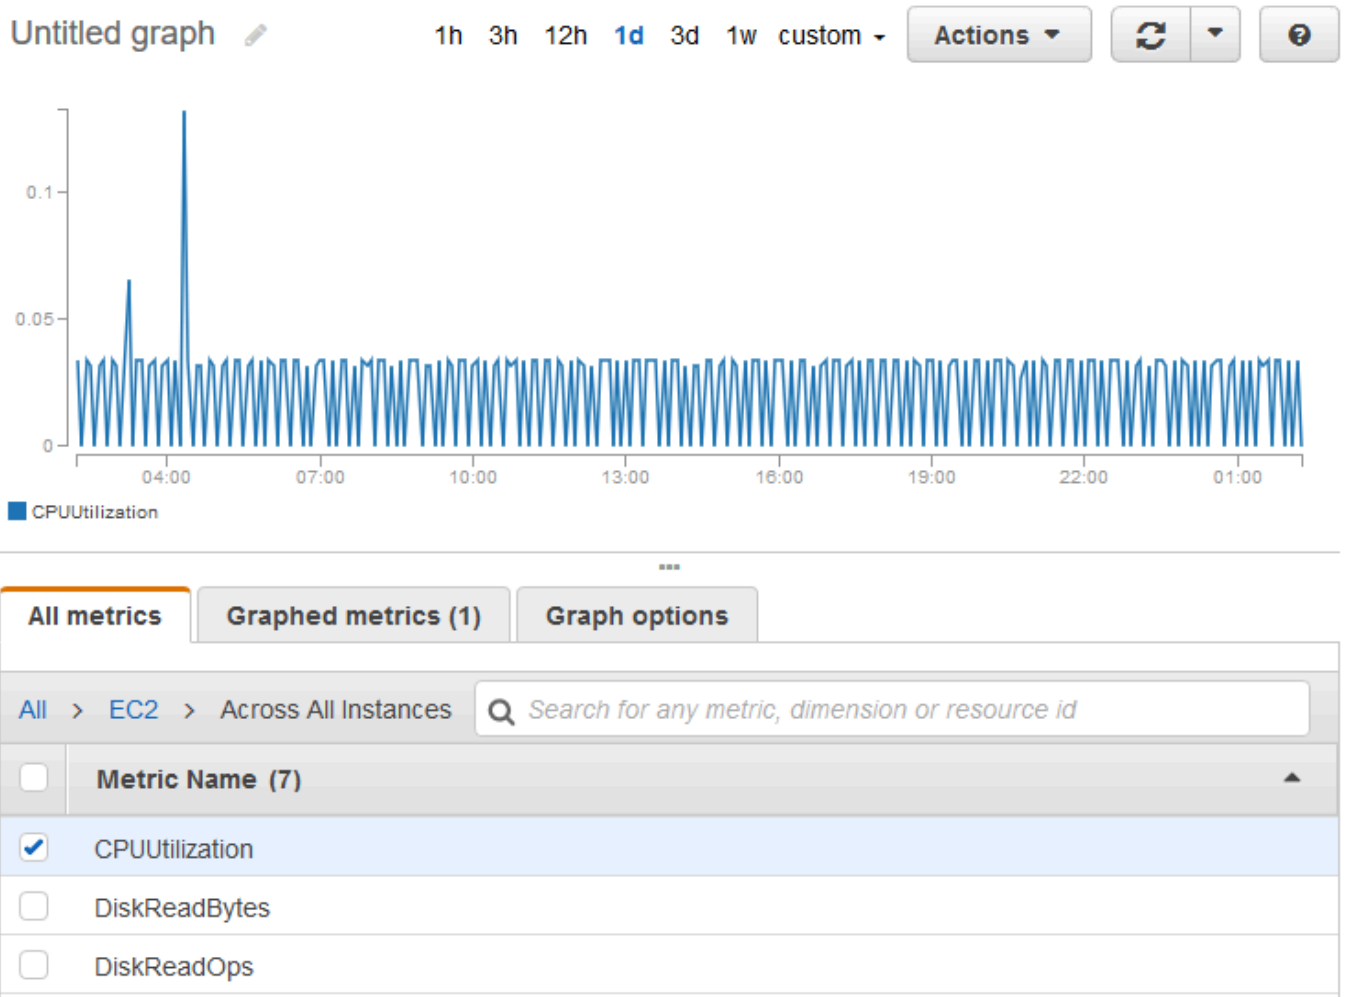 Untitled graph 1h 3h 12h 1d 3d 1w custom Actions
0.1
0.05
0
04:00 07:00 10:00 13:00 16:00 19:00 22:00 01:00
CPUUtilization
All metrics Graphed metrics (1) Graph options
All > EC2 > Across All Instances Search for any metric, dimension or resource id
Metric Name (7)
CPUUtilization
DiskReadBytes
DiskReadOps